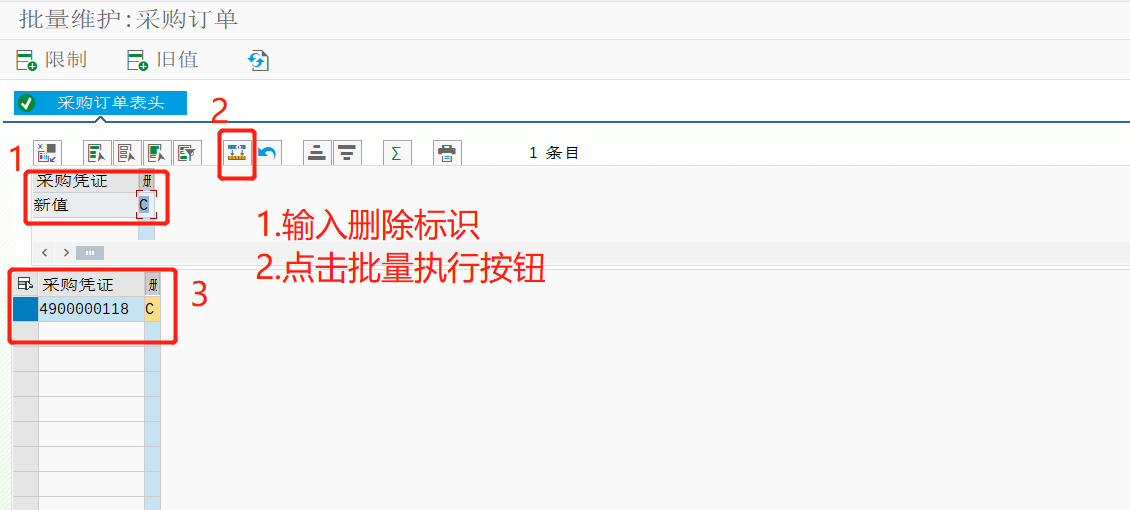 批量维护:采购订单
限制 旧值
采购订单表头
2
1
1 条目
采购凭证 删
新值 C
1.输入删除标识
2.点击批量执行按钮
采购凭证 删
3
4900000118 C